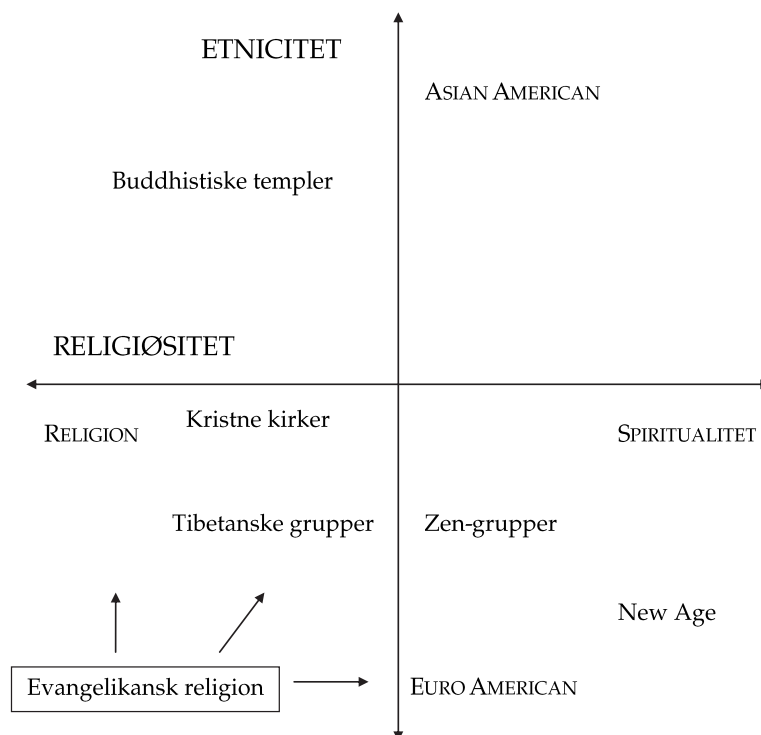 ETNICITET
ASIAN AMERICAN
Buddhistiske templer
RELIGIØSITET
Kristne kirker
RELIGION
SPIRITUALITET
Tibetanske grupper
Zen-grupper
New Age
Evangelikansk religion
EURO AMERICAN